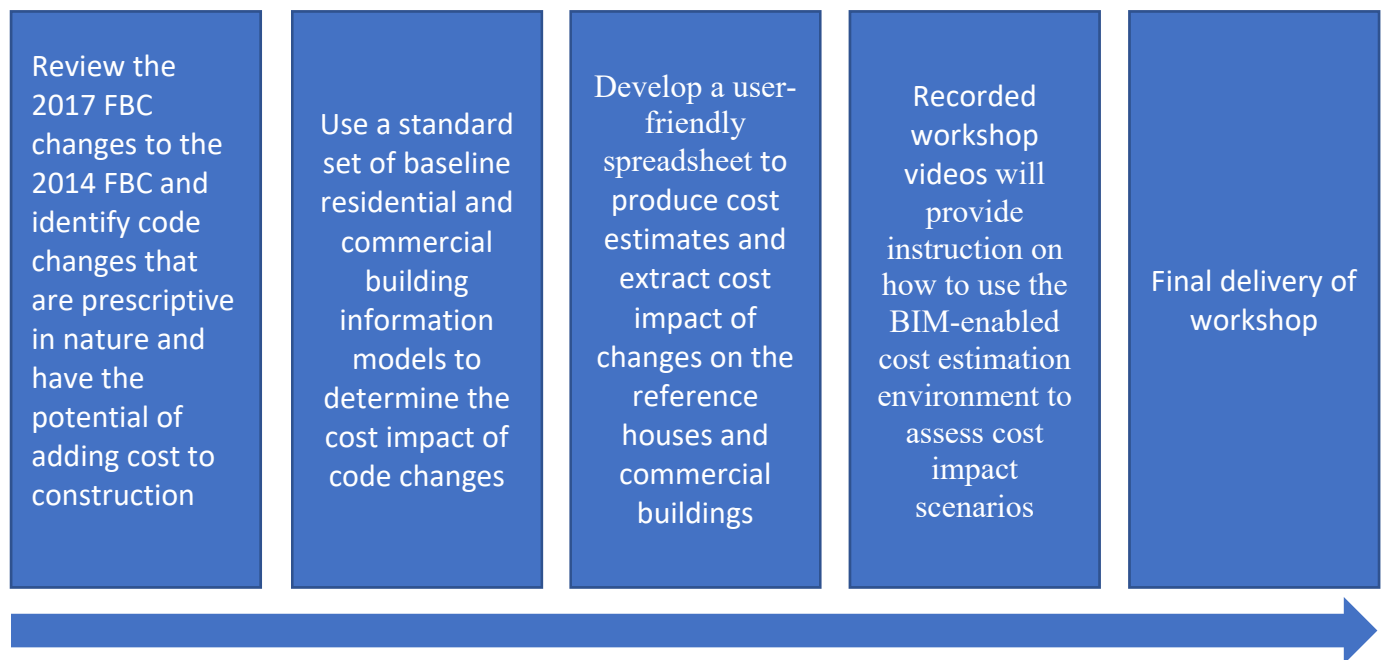 Review the
2017 FBC
changes to the
2014 FBC and
identify code
changes that
are prescriptive
in nature and
have the
potential of
adding cost to
construction
Use a standard
set of baseline
residential and
commercial
building
information
models to
determine the
cost impact of
code changes
Develop a user-
friendly
spreadsheet to
produce cost
estimates and
extract cost
impact of
changes on the
reference
houses and
commercial
buildings
Recorded
workshop
videos will
provide
instruction on
how to use the
BIM-enabled
cost estimation
environment to
assess cost
impact
scenarios
Final delivery of
workshop